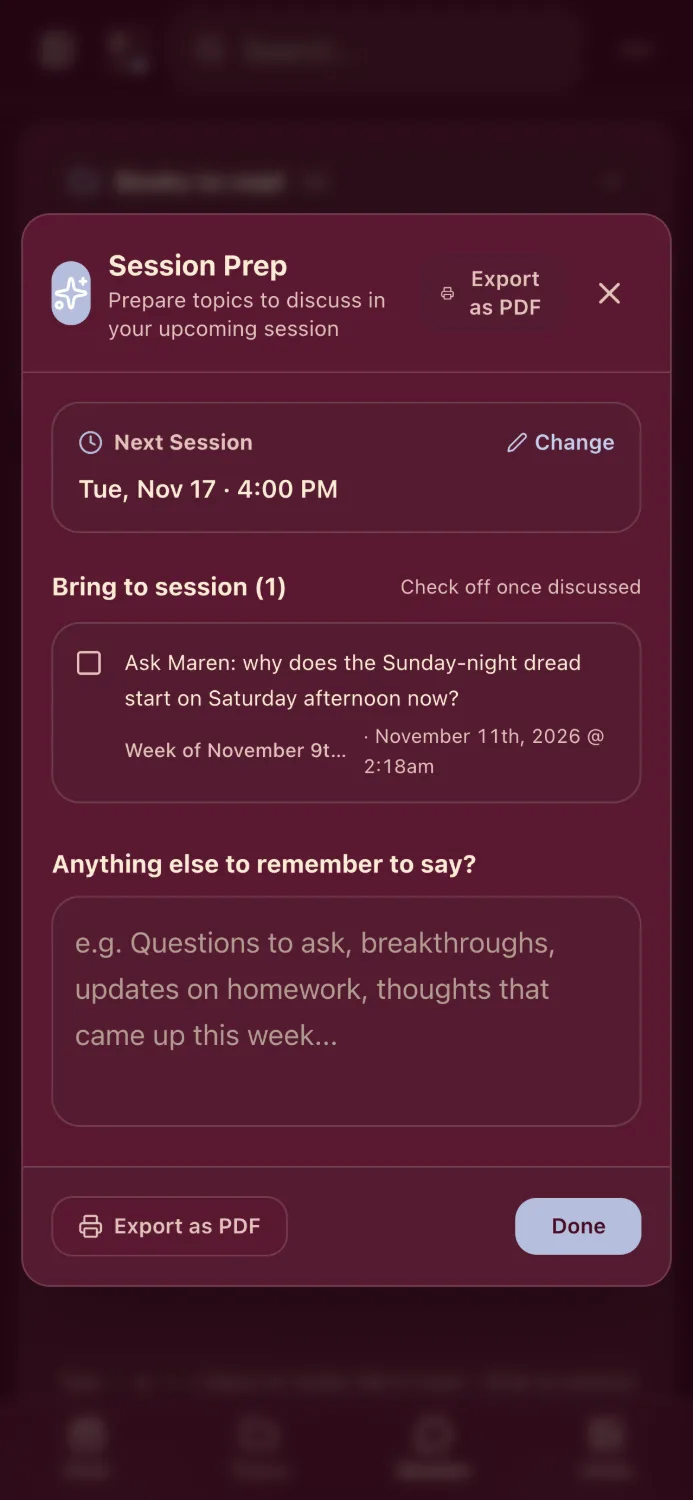 Session Prep
Prepare topics to discuss in
your upcoming session
Export
as PDF
Next Session
Change
Tue, Nov 17 · 4:00 PM
Bring to session (1)
Check off once discussed
Ask Maren: why does the Sunday-night dread
start on Saturday afternoon now?
Week of November 9t...
· November 11th, 2026 @
2:18am
Anything else to remember to say?
e.g. Questions to ask, breakthroughs,
updates on homework, thoughts that
came up this week...
Export as PDF
Done